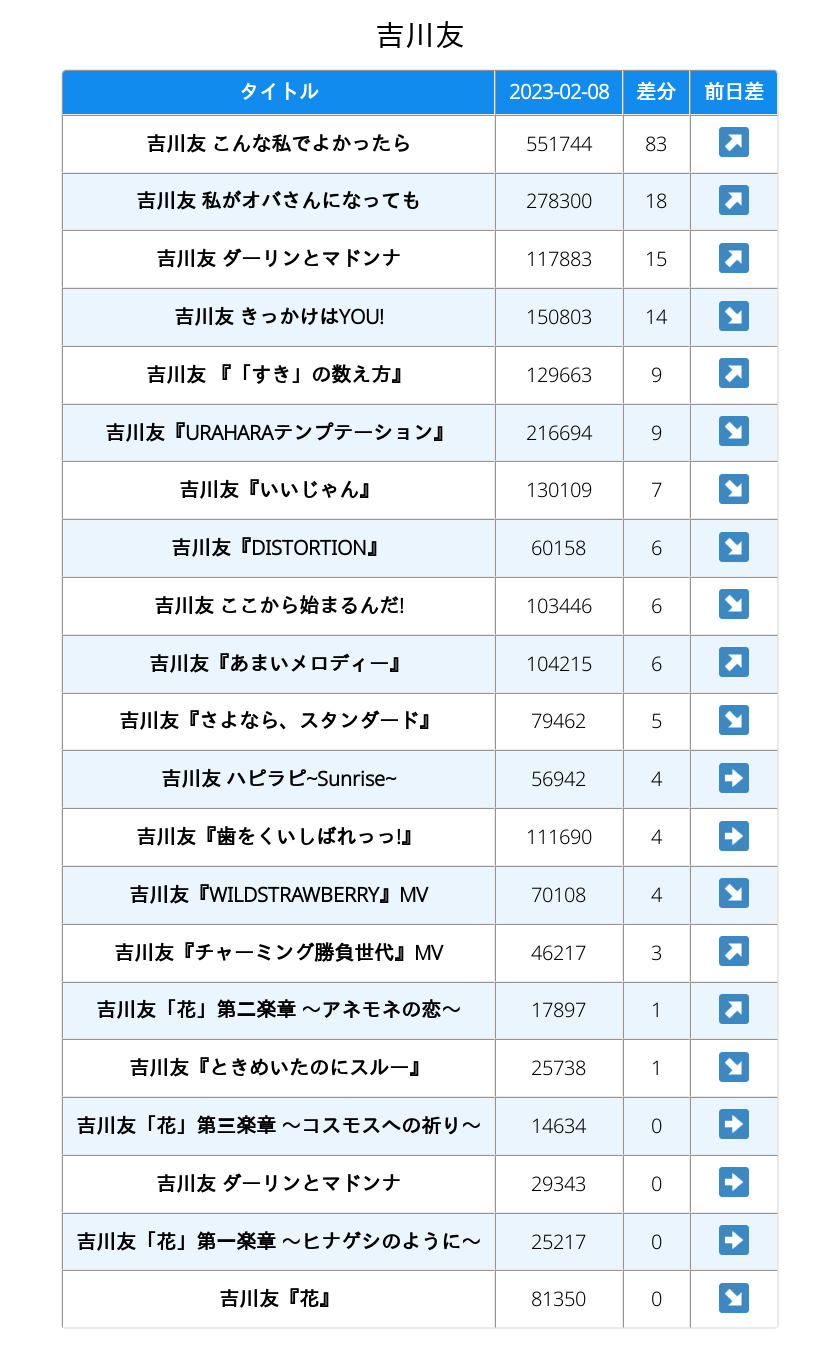 吉川友
タイトル 2023-02-08 差分 前日差
吉川友 こんな私でよかったら 551744 83 ↗
吉川友 私がオバさんになっても 278300 18 ↗
吉川友 ダーリンとマドンナ 117883 15 ↗
吉川友 きっかけはYOU! 150803 14 ↘
吉川友 『「すき」の数え方』 129663 9 ↗
吉川友『URAHARAテンプテーション』 216694 9 ↘
吉川友『いいじゃん』 130109 7 ↘
吉川友『DISTORTION』 60158 6 ↘
吉川友 ここから始まるんだ! 103446 6 ↘
吉川友『あまいメロディー』 104215 6 ↗
吉川友『さよなら、スタンダード』 79462 5 ↘
吉川友 ハピラピ~Sunrise~ 56942 4 ➡
吉川友『歯をくいしばれっっ!』 111690 4 ➡
吉川友『WILDSTRAWBERRY』MV 70108 4 ↘
吉川友『チャーミング勝負世代』MV 46217 3 ↗
吉川友「花」第二楽章 〜アネモネの恋〜 17897 1 ↗
吉川友『ときめいたのにスルー』 25738 1 ↘
吉川友「花」第三楽章 〜コスモスへの祈り〜 14634 0 ➡
吉川友 ダーリンとマドンナ 29343 0 ➡
吉川友「花」第一楽章 〜ヒナゲシのように〜 25217 0 ➡
吉川友『花』 81350 0 ↘